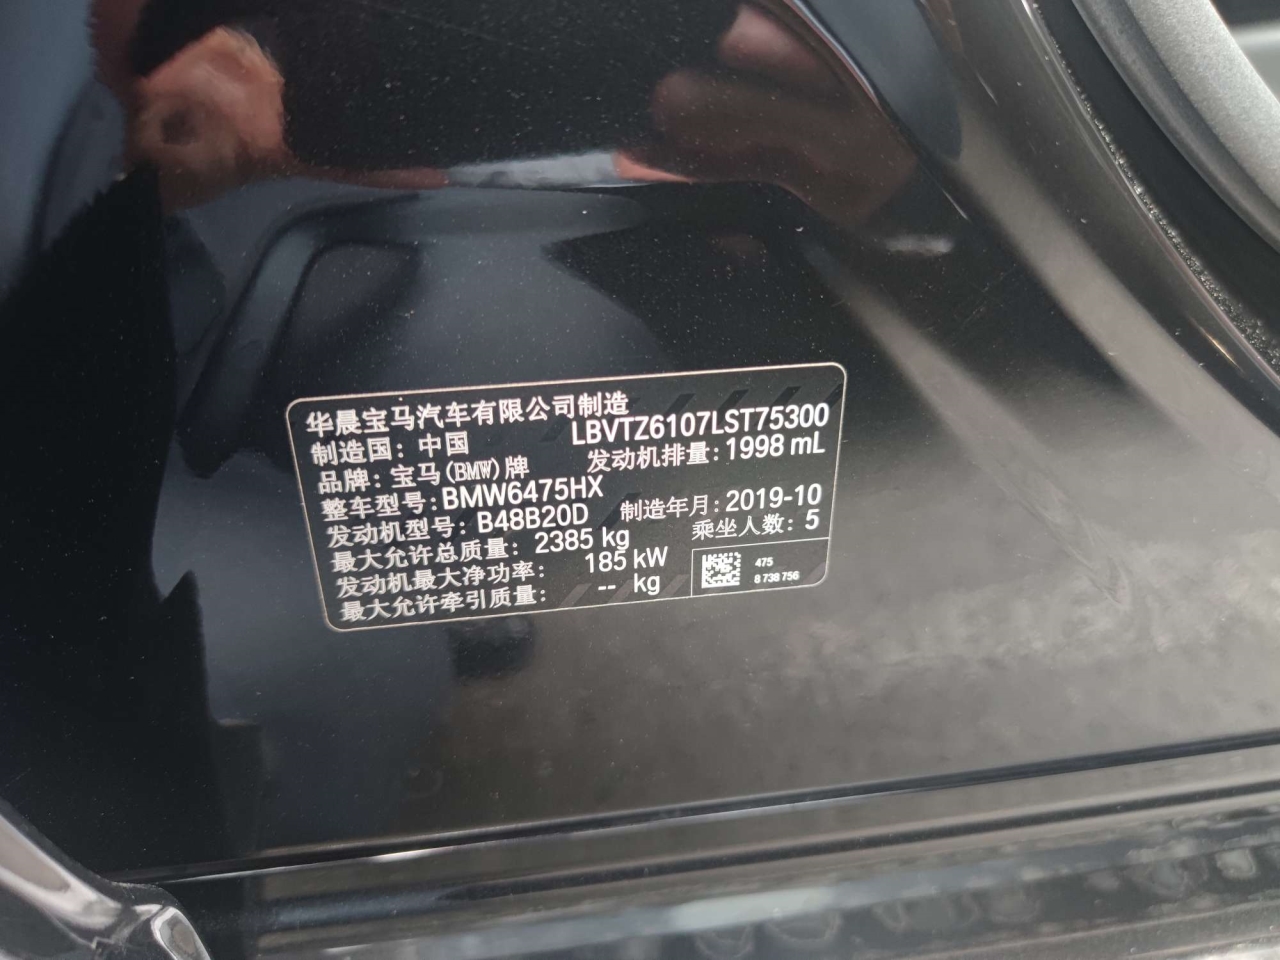 华晨宝马汽车有限公司制造
制造国：中国 LBVTZ6107LST75300
品牌：宝马(BMW)牌 发动机排量：1998 mL
整车型号：BMW6475HX
发动机型号：B48B20D 制造年月：2019-10
最大允许总质量：2385 kg 乘坐人数：5
发动机最大净功率： 185 kW
最大允许牵引质量： -- kg
475
8 738 756